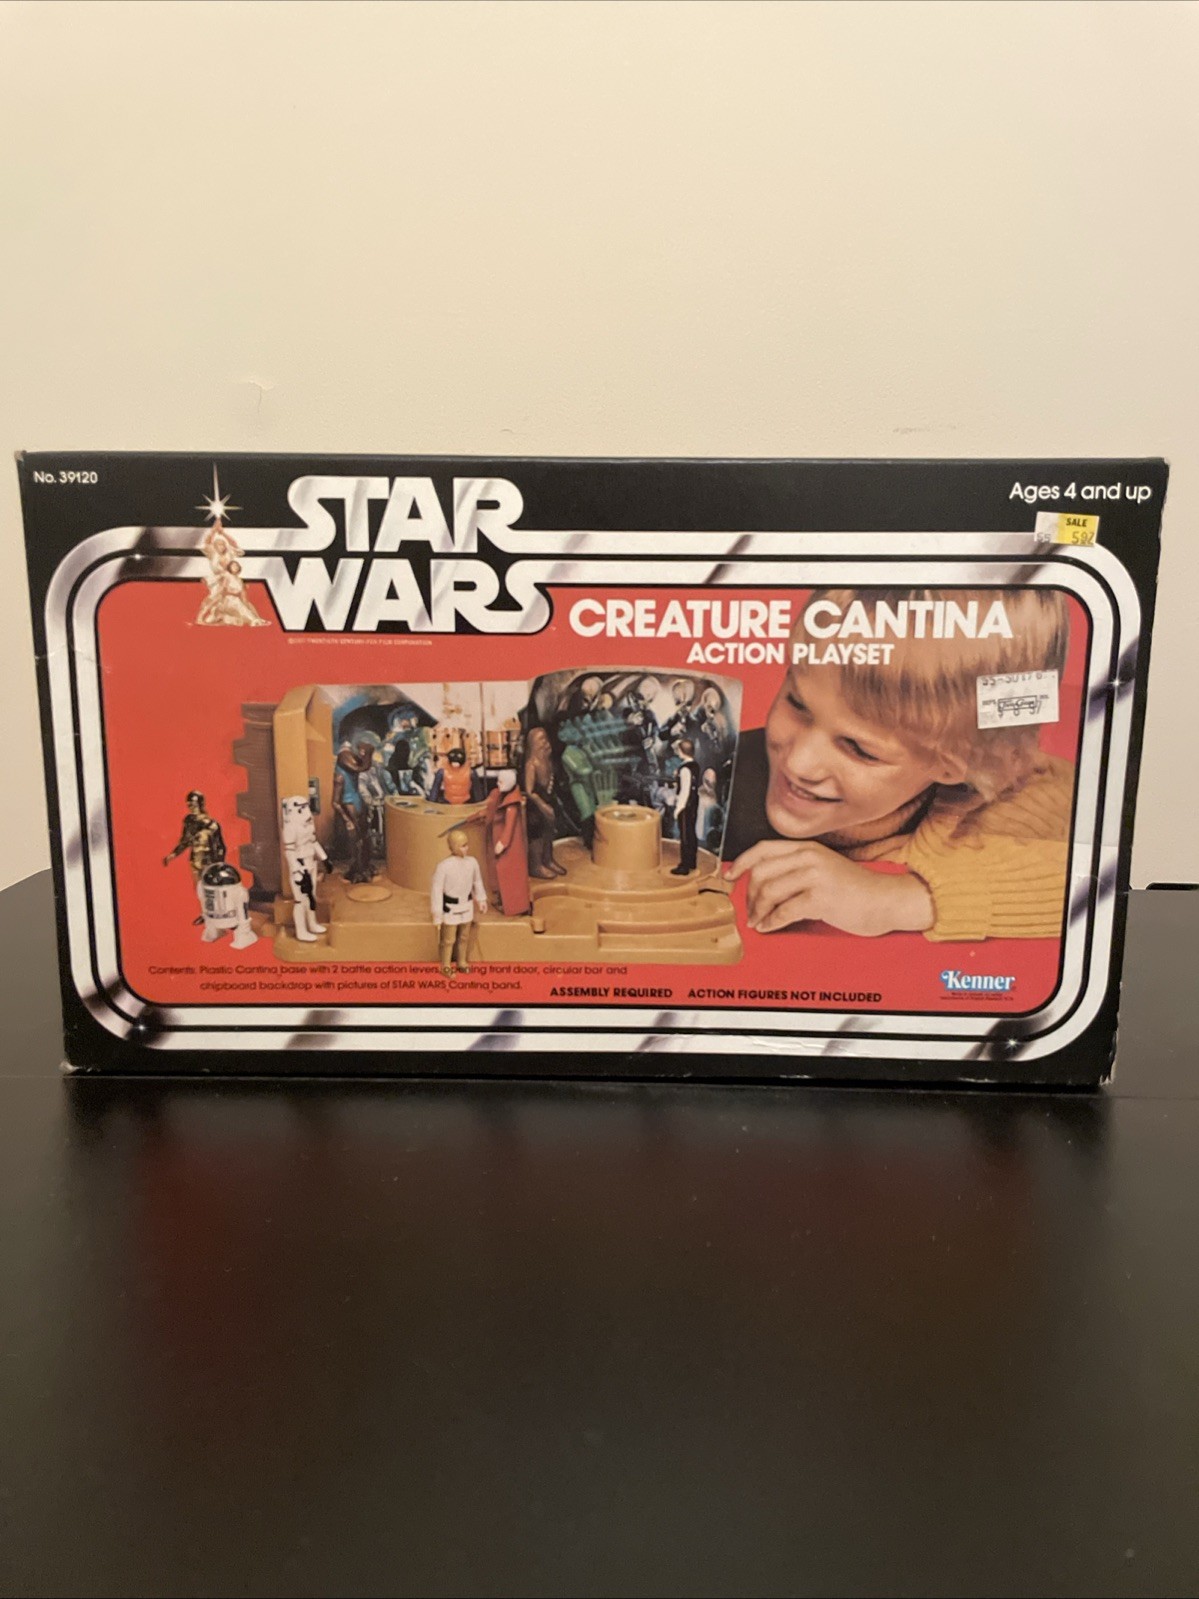 No. 39120
Ages 4 and up
STAR
WARS
SALE
CREATURE CANTINA
ACTION PLAYSET
Contents: Plastic Cantina base with 2 battle action levers, opening front door, circular bar and
chipboard backdrop with pictures of STAR WARS Cantina band.
ASSEMBLY REQUIRED ACTION FIGURES NOT INCLUDED
Kenner